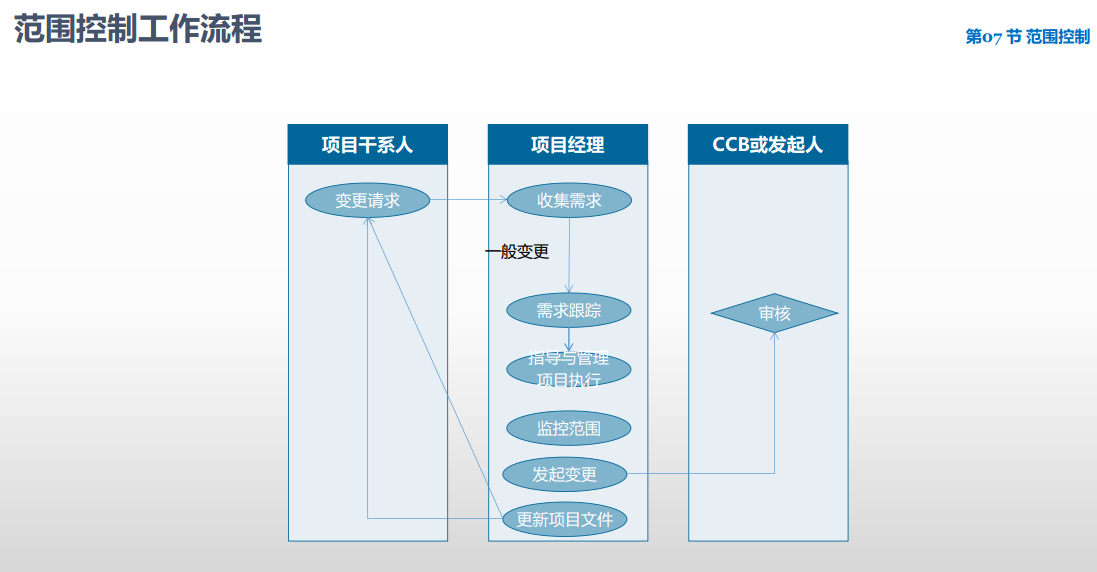 范围控制工作流程
第07 节 范围控制
项目干系人
项目经理
CCB或发起人
变更请求
收集需求
一般变更
需求跟踪
审核
指导与管理
项目执行
监控范围
发起变更
更新项目文件